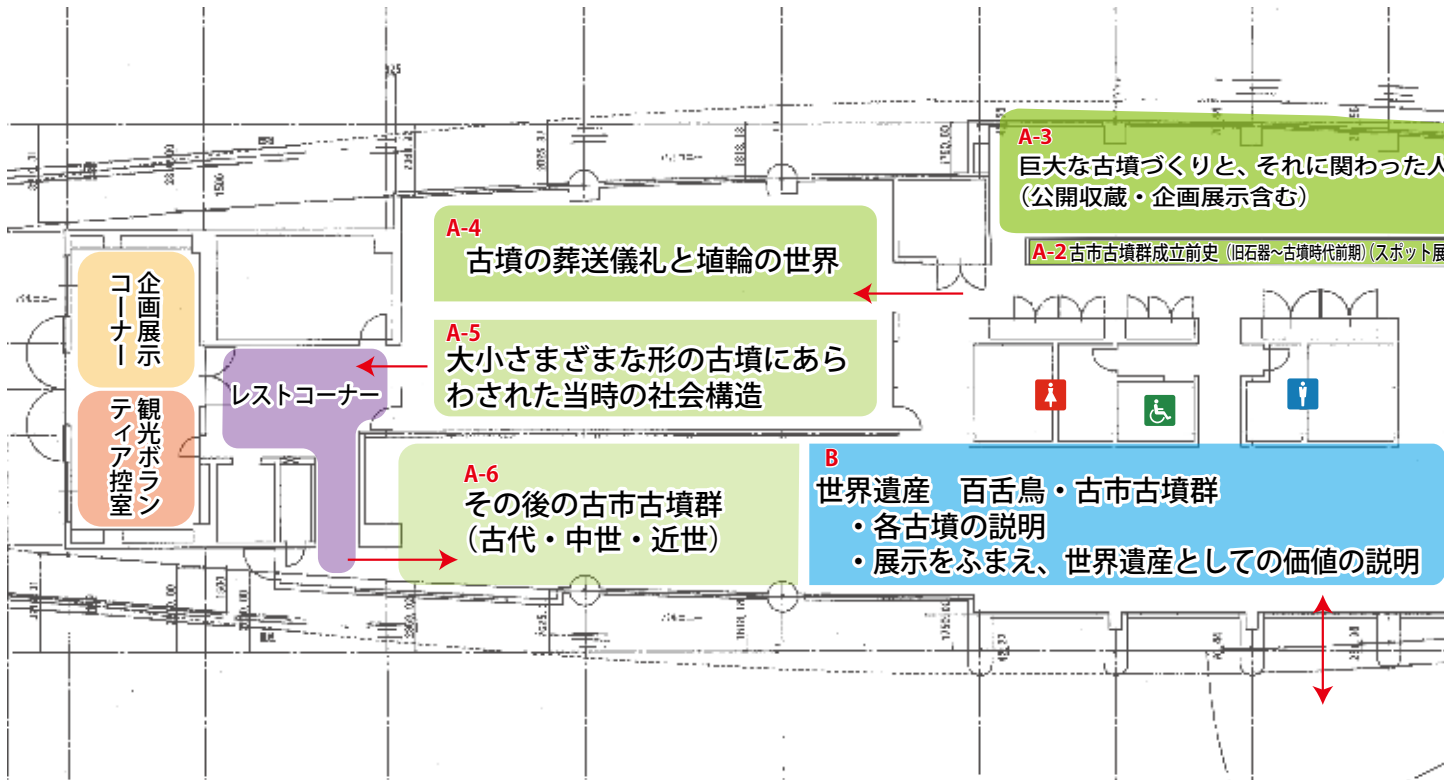 A-3
巨大な古墳づくりと、それに関わった人
（公開収蔵・企画展示含む）
A-2 古市古墳群成立前史（旧石器～古墳時代前期）（スポット展
A-4
古墳の葬送儀礼と埴輪の世界
A-5
大小さまざまな形の古墳にあら
わされた当時の社会構造
企画展示
コーナー
レストコーナー
観光ボラン
ティア控室
A-6
その後の古市古墳群
（古代・中世・近世）
B
世界遺産　百舌鳥・古市古墳群
・各古墳の説明
・展示をふまえ、世界遺産としての価値の説明